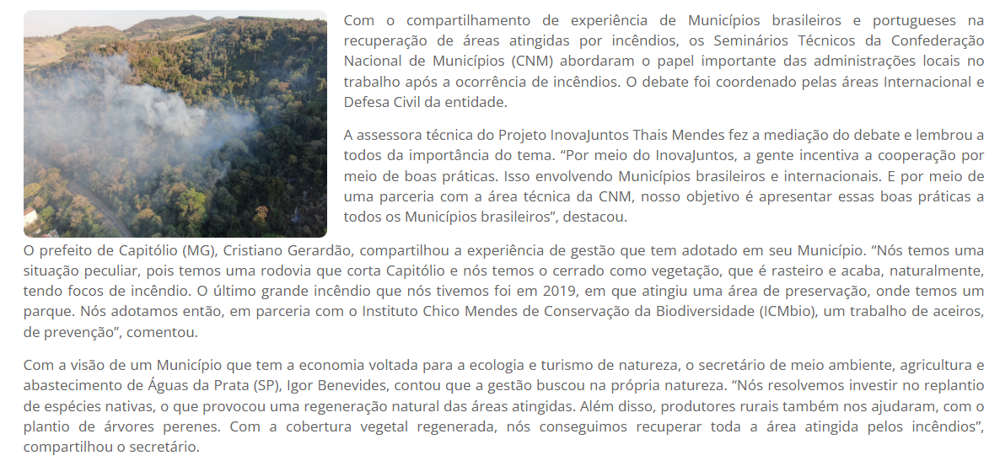 Com o compartilhamento de experiência de Municípios brasileiros e portugueses na
recuperação de áreas atingidas por incêndios, os Seminários Técnicos da Confederação
Nacional de Municípios (CNM) abordaram o papel importante das administrações locais no
trabalho após a ocorrência de incêndios. O debate foi coordenado pelas áreas Internacional e
Defesa Civil da entidade.
A assessora técnica do Projeto InovaJuntos Thais Mendes fez a mediação do debate e lembrou a
todos da importância do tema. “Por meio do InovaJuntos, a gente incentiva a cooperação por
meio de boas práticas. Isso envolvendo Municípios brasileiros e internacionais. E por meio de
uma parceria com a área técnica da CNM, nosso objetivo é apresentar essas boas práticas a
todos os Municípios brasileiros”, destacou.
O prefeito de Capitólio (MG), Cristiano Gerardão, compartilhou a experiência de gestão que tem adotado em seu Município. “Nós temos uma
situação peculiar, pois temos uma rodovia que corta Capitólio e nós temos o cerrado como vegetação, que é rasteiro e acaba, naturalmente,
tendo focos de incêndio. O último grande incêndio que nós tivemos foi em 2019, em que atingiu uma área de preservação, onde temos um
parque. Nós adotamos então, em parceria com o Instituto Chico Mendes de Conservação da Biodiversidade (ICMbio), um trabalho de aceiros,
de prevenção”, comentou.
Com a visão de um Município que tem a economia voltada para a ecologia e turismo de natureza, o secretário de meio ambiente, agricultura e
abastecimento de Águas da Prata (SP), Igor Benevides, contou que a gestão buscou na própria natureza. “Nós resolvemos investir no replantio
de espécies nativas, o que provocou uma regeneração natural das áreas atingidas. Além disso, produtores rurais também nos ajudaram, com o
plantio de árvores perenes. Com a cobertura vegetal regenerada, nós conseguimos recuperar toda a área atingida pelos incêndios”,
compartilhou o secretário.